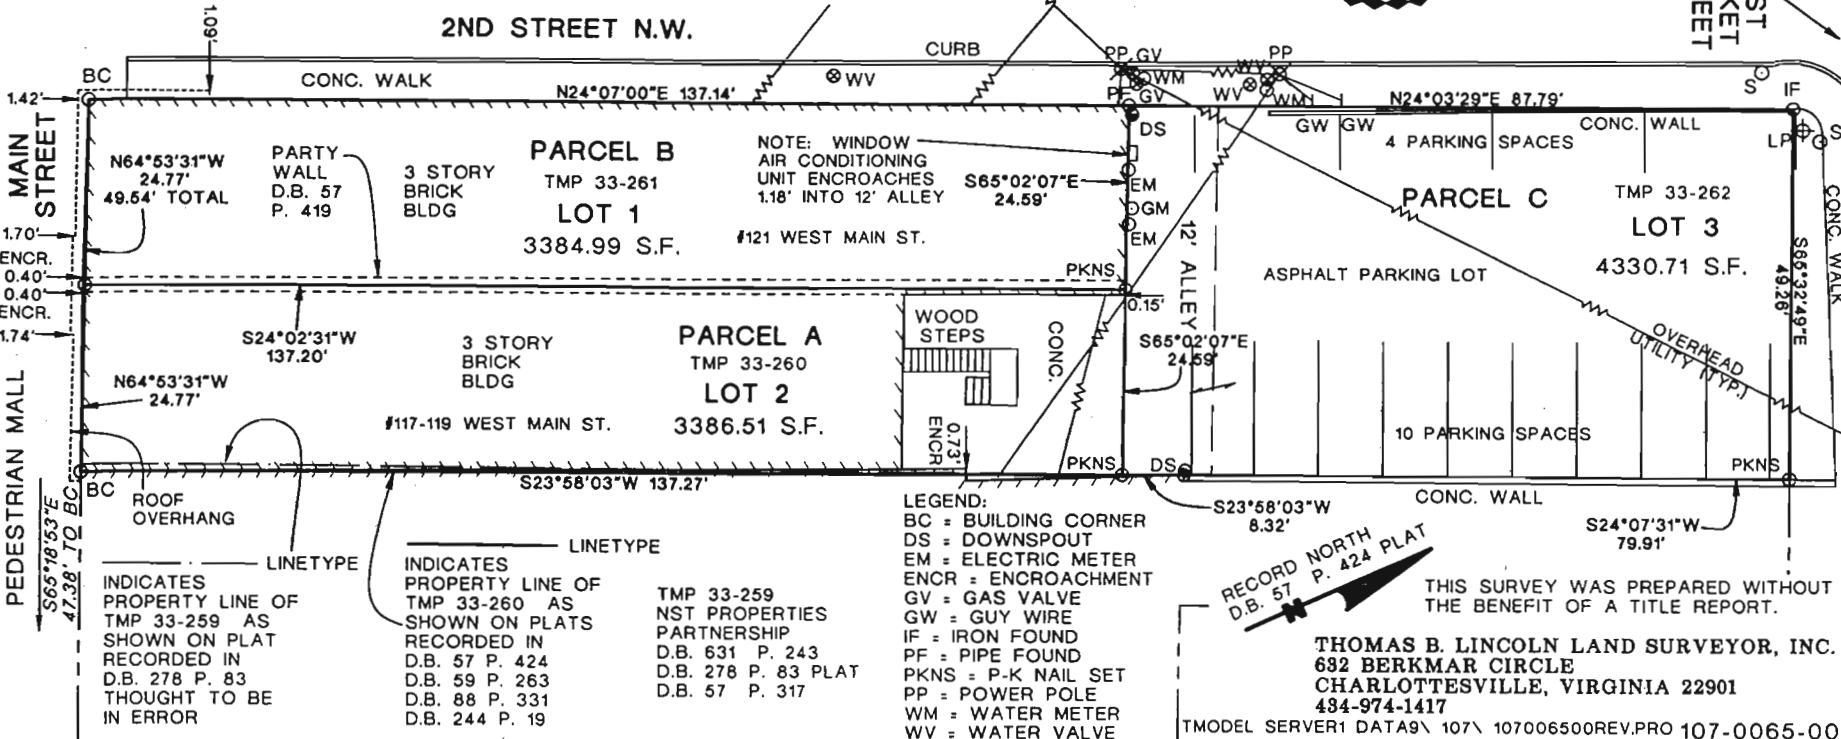 2ND STREET N.W.
1.09'
ST
KET
EET
CURB
CONC. WALK
BC
WV
PP
GV
WM
WV
PP
WV
WM
S
IF
1.42'
N24°07'00"E 137.14'
PF
GV
DS
N24°03'29"E 87.79'
GW
GW
CONC. WALL
4 PARKING SPACES
LP
S
MAIN
STREET
N64°53'31"W
24.77'
49.54' TOTAL
PARTY
WALL
D.B. 57
P. 419
3 STORY
BRICK
BLDG
PARCEL B
TMP 33-261
LOT 1
3384.99 S.F.
NOTE: WINDOW
AIR CONDITIONING
UNIT ENCROACHES
1.18' INTO 12' ALLEY
#121 WEST MAIN ST.
S65°02'07"E
24.59'
EM
GM
EM
12' ALLEY
PARCEL C
TMP 33-262
LOT 3
4330.71 S.F.
ASPHALT PARKING LOT
S65°32'49"E
49.26'
CONC. WALK
1.70'
ENCR.
0.40'
0.40'
ENCR.
1.74'
PKNS
0.15'
S24°02'31"W
137.20'
N64°53'31"W
24.77'
3 STORY
BRICK
BLDG
PARCEL A
TMP 33-260
LOT 2
3386.51 S.F.
#117-119 WEST MAIN ST.
WOOD
STEPS
CONC.
S65°02'07"E
24.59'
OVERHEAD
UTILITY (TYP.)
0.73'
ENCR
10 PARKING SPACES
PKNS
DS
PKNS
PEDESTRIAN MALL
S65°18'53"E
47.38' TO BC
BC
ROOF
OVERHANG
S23°58'03"W 137.27'
S23°58'03"W
8.32'
CONC. WALL
S24°07'31"W
79.91'
LINETYPE
INDICATES
PROPERTY LINE OF
TMP 33-259 AS
SHOWN ON PLAT
RECORDED IN
D.B. 278 P. 83
THOUGHT TO BE
IN ERROR
LINETYPE
INDICATES
PROPERTY LINE OF
TMP 33-260 AS
SHOWN ON PLATS
RECORDED IN
D.B. 57 P. 424
D.B. 59 P. 263
D.B. 88 P. 331
D.B. 244 P. 19
TMP 33-259
NST PROPERTIES
PARTNERSHIP
D.B. 631 P. 243
D.B. 278 P. 83 PLAT
D.B. 57 P. 317
LEGEND:
BC = BUILDING CORNER
DS = DOWNSPOUT
EM = ELECTRIC METER
ENCR = ENCROACHMENT
GV = GAS VALVE
GW = GUY WIRE
IF = IRON FOUND
PF = PIPE FOUND
PKNS = P-K NAIL SET
PP = POWER POLE
WM = WATER METER
WV = WATER VALVE
RECORD NORTH
D.B. 57 P. 424 PLAT
N
THIS SURVEY WAS PREPARED WITHOUT
THE BENEFIT OF A TITLE REPORT.
THOMAS B. LINCOLN LAND SURVEYOR, INC.
632 BERKMAR CIRCLE
CHARLOTTESVILLE, VIRGINIA 22901
434-974-1417
TMODEL SERVER1 DATA9\ 107\ 107006500REV.PRO 107-0065-00